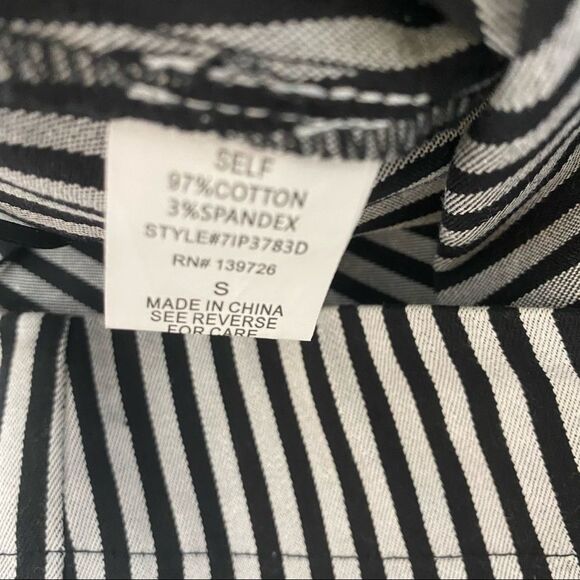 SELF
97%COTTON
3%SPANDEX
STYLE#7IP3783D
RN# 139726
S
MADE IN CHINA
SEE REVERSE
FOR CARE